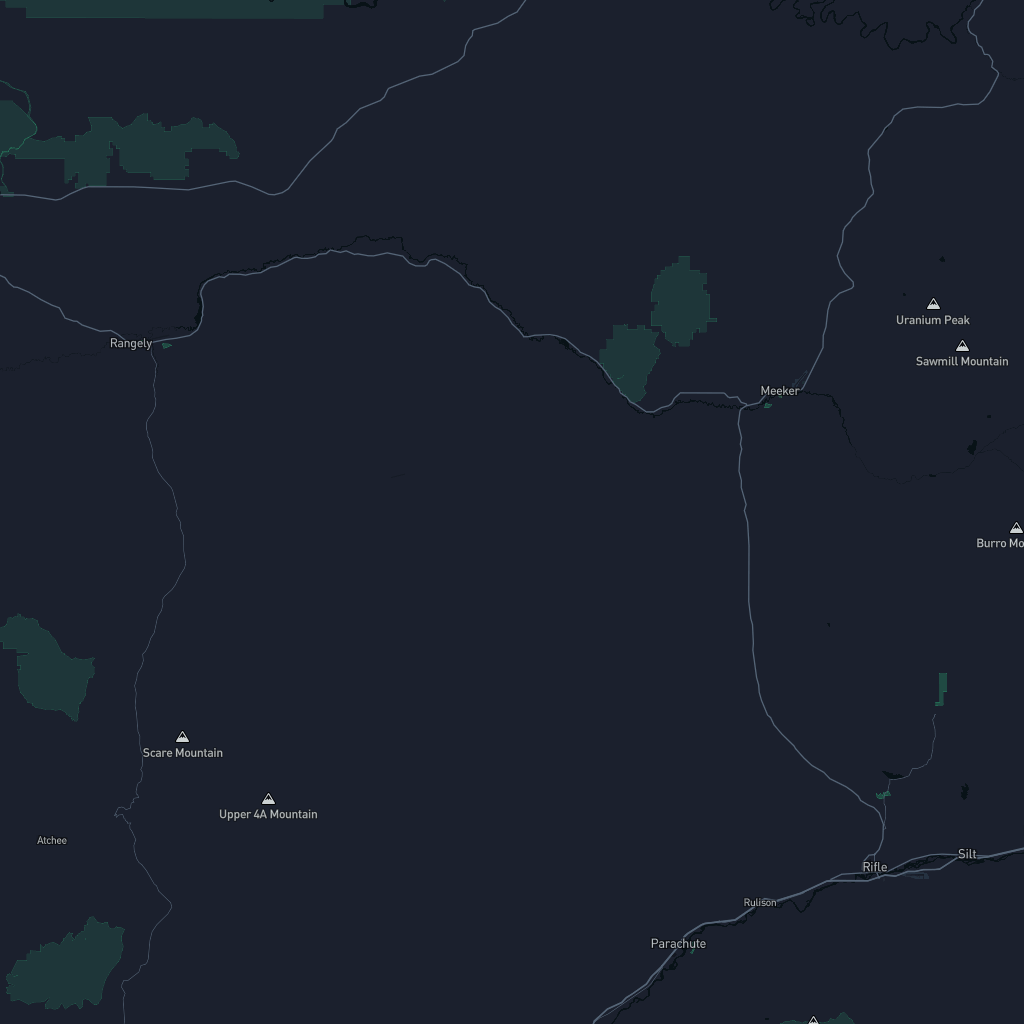 Uranium Peak
Rangely
Sawmill Mountain
Meeker
Burro Mo
Scare Mountain
Upper 4A Mountain
Atchee
Silt
Rifle
Rulison
Parachute